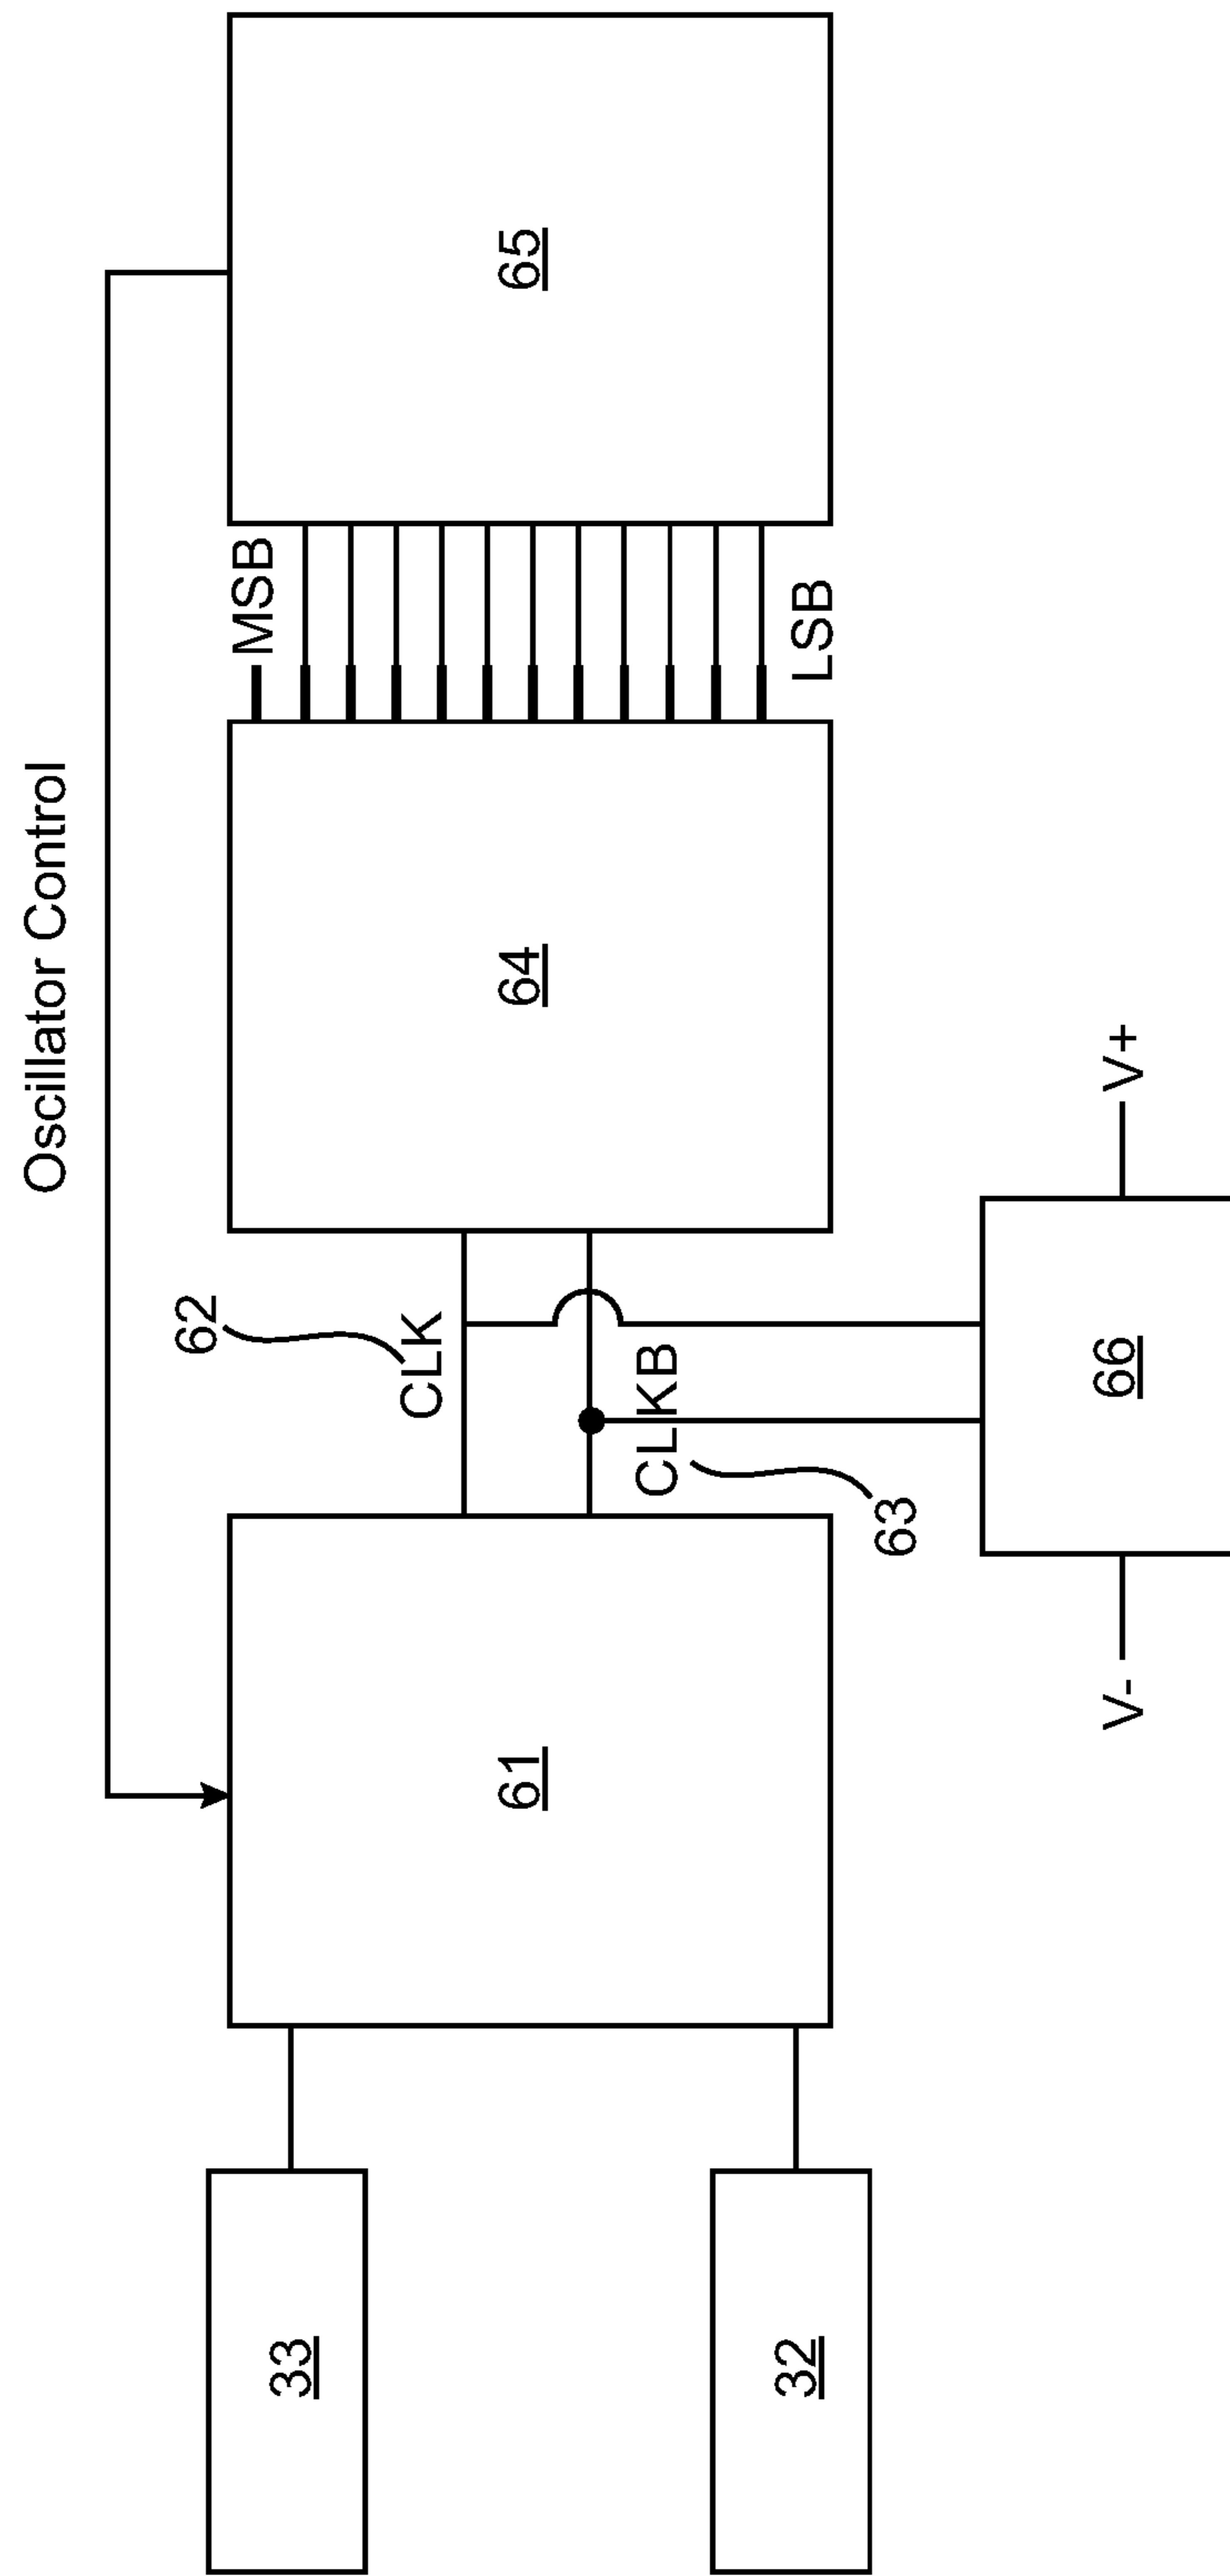 Oscillator Control
33
32
61
62
CLK
CLKB
63
64
MSB
LSB
65
V-
66
V+